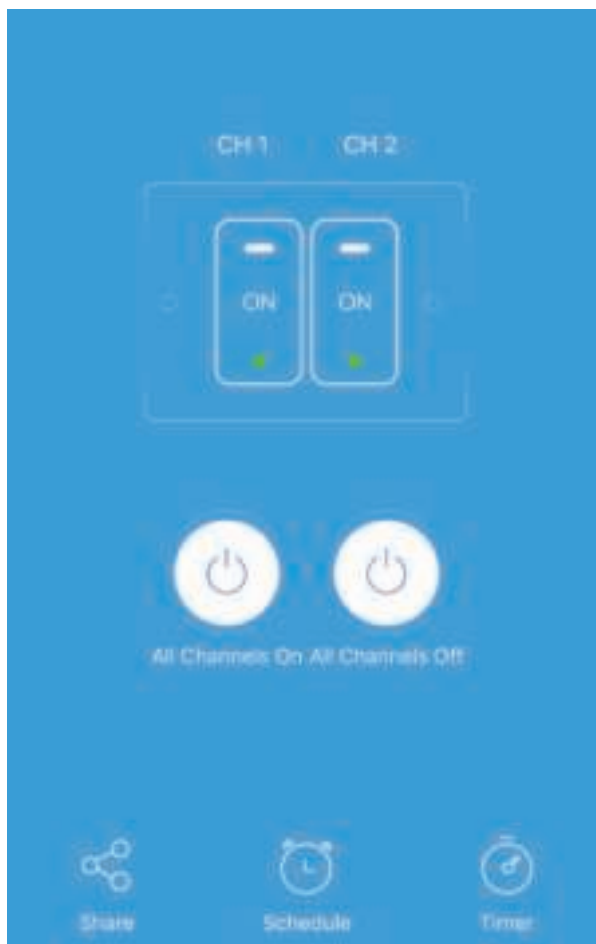 CH 1 CH 2
ON ON
All Channels On All Channels Off
Share Schedule Timer